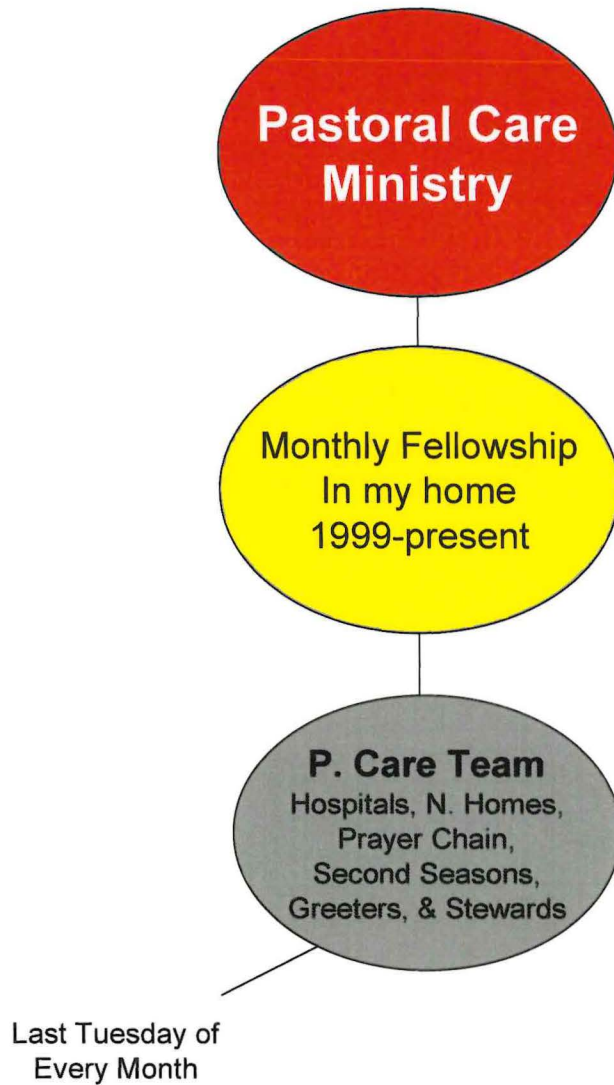 Pastoral Care
Ministry
Monthly Fellowship
In my home
1999-present
P. Care Team
Hospitals, N. Homes,
Prayer Chain,
Second Seasons,
Greeters, & Stewards
Last Tuesday of
Every Month